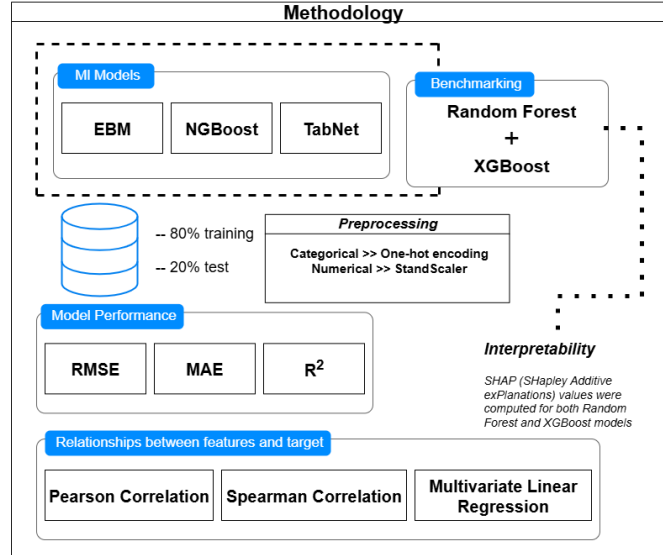 Methodology
MI Models
EBM
NGBoost
TabNet
Benchmarking
Random Forest
+
XGBoost
-- 80% training
-- 20% test
Preprocessing
Categorical >> One-hot encoding
Numerical >> StandScaler
Model Performance
RMSE
MAE
R²
Interpretability
SHAP (SHapley Additive
exPlanations) values were
computed for both Random
Forest and XGBoost models
Relationships between features and target
Pearson Correlation
Spearman Correlation
Multivariate Linear
Regression